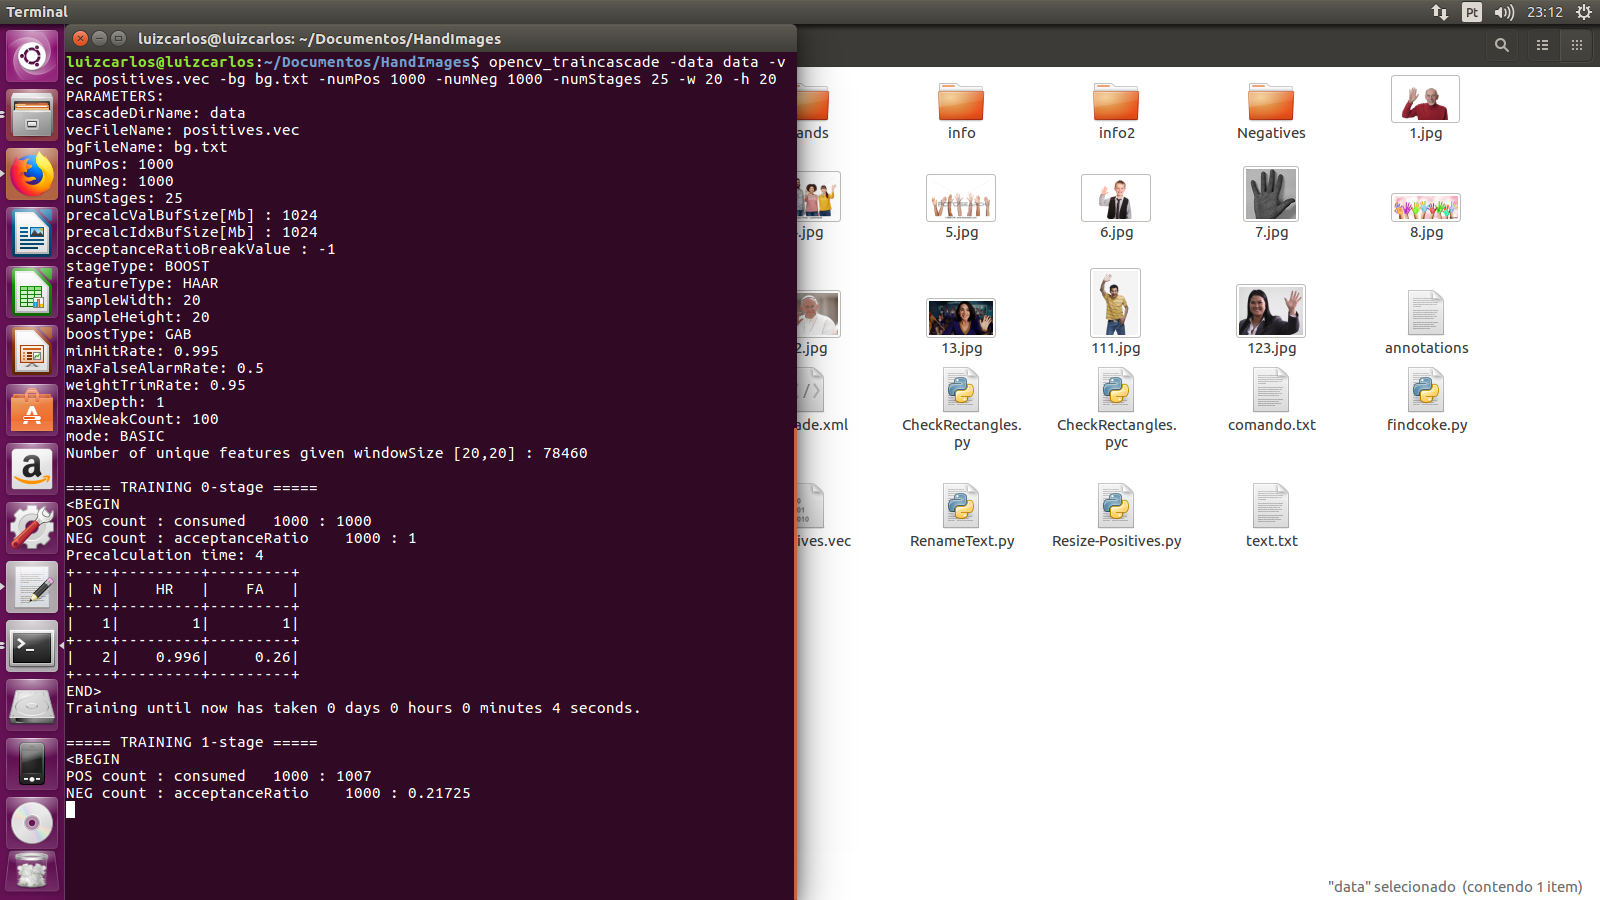 Terminal
Pt
23:12
luizcarlos@luizcarlos: ~/Documentos/HandImages
luizcarlos@luizcarlos:~/Documentos/HandImages$ opencv_traincascade -data data -v
ec positives.vec -bg bg.txt -numPos 1000 -numNeg 1000 -numStages 25 -w 20 -h 20
PARAMETERS:
cascadeDirName: data
vecFileName: positives.vec
bgFileName: bg.txt
numPos: 1000
numNeg: 1000
numStages: 25
precalcValBufSize[Mb] : 1024
precalcIdxBufSize[Mb] : 1024
acceptanceRatioBreakValue : -1
stageType: BOOST
featureType: HAAR
sampleWidth: 20
sampleHeight: 20
boostType: GAB
minHitRate: 0.995
maxFalseAlarmRate: 0.5
weightTrimRate: 0.95
maxDepth: 1
maxWeakCount: 100
mode: BASIC
Number of unique features given windowSize [20,20] : 78460
===== TRAINING 0-stage =====
<BEGIN
POS count : consumed   1000 : 1000
NEG count : acceptanceRatio    1000 : 1
Precalculation time: 4
+----+---------+---------+
|  N |    HR   |    FA   |
+----+---------+---------+
|   1|        1|        1|
+----+---------+---------+
|   2|    0.996|     0.26|
+----+---------+---------+
END>
Training until now has taken 0 days 0 hours 0 minutes 4 seconds.
===== TRAINING 1-stage =====
<BEGIN
POS count : consumed   1000 : 1007
NEG count : acceptanceRatio    1000 : 0.21725
ands
info
info2
Negatives
1.jpg
.jpg
5.jpg
6.jpg
7.jpg
8.jpg
2.jpg
13.jpg
111.jpg
123.jpg
annotations
ade.xml
CheckRectangles.
py
CheckRectangles.
pyc
comando.txt
findcoke.py
ives.vec
RenameText.py
Resize-Positives.py
text.txt
"data" selecionado (contendo 1 item)